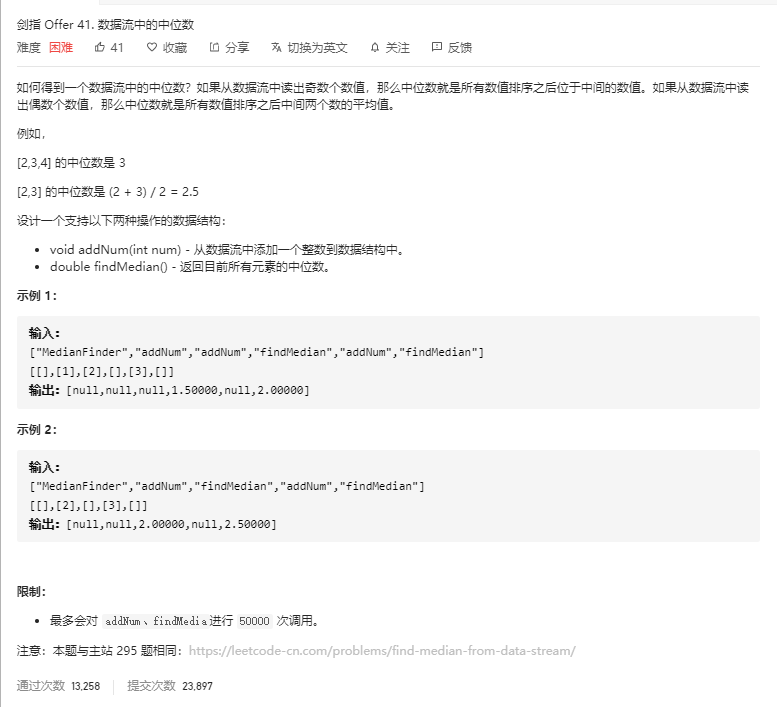 剑指 Offer 41. 数据流中的中位数
难度 困难 41 收藏 分享 切换为英文 关注 反馈
如何得到一个数据流中的中位数？如果从数据流中读出奇数个数值，那么中位数就是所有数值排序之后位于中间的数值。如果从数据流中读
出偶数个数值，那么中位数就是所有数值排序之后中间两个数的平均值。
例如，
[2,3,4] 的中位数是 3
[2,3] 的中位数是 (2 + 3) / 2 = 2.5
设计一个支持以下两种操作的数据结构：
• void addNum(int num) - 从数据流中添加一个整数到数据结构中。
• double findMedian() - 返回目前所有元素的中位数。
示例 1：
输入：
["MedianFinder","addNum","addNum","findMedian","addNum","findMedian"]
[[],[1],[2],[],[3],[]]
输出：[null,null,null,1.50000,null,2.00000]
示例 2：
输入：
["MedianFinder","addNum","findMedian","addNum","findMedian"]
[[],[2],[],[3],[]]
输出：[null,null,2.00000,null,2.50000]
限制：
• 最多会对 addNum、findMedia进行 50000 次调用。
注意：本题与主站 295 题相同：https://leetcode-cn.com/problems/find-median-from-data-stream/
通过次数 13,258 提交次数 23,897